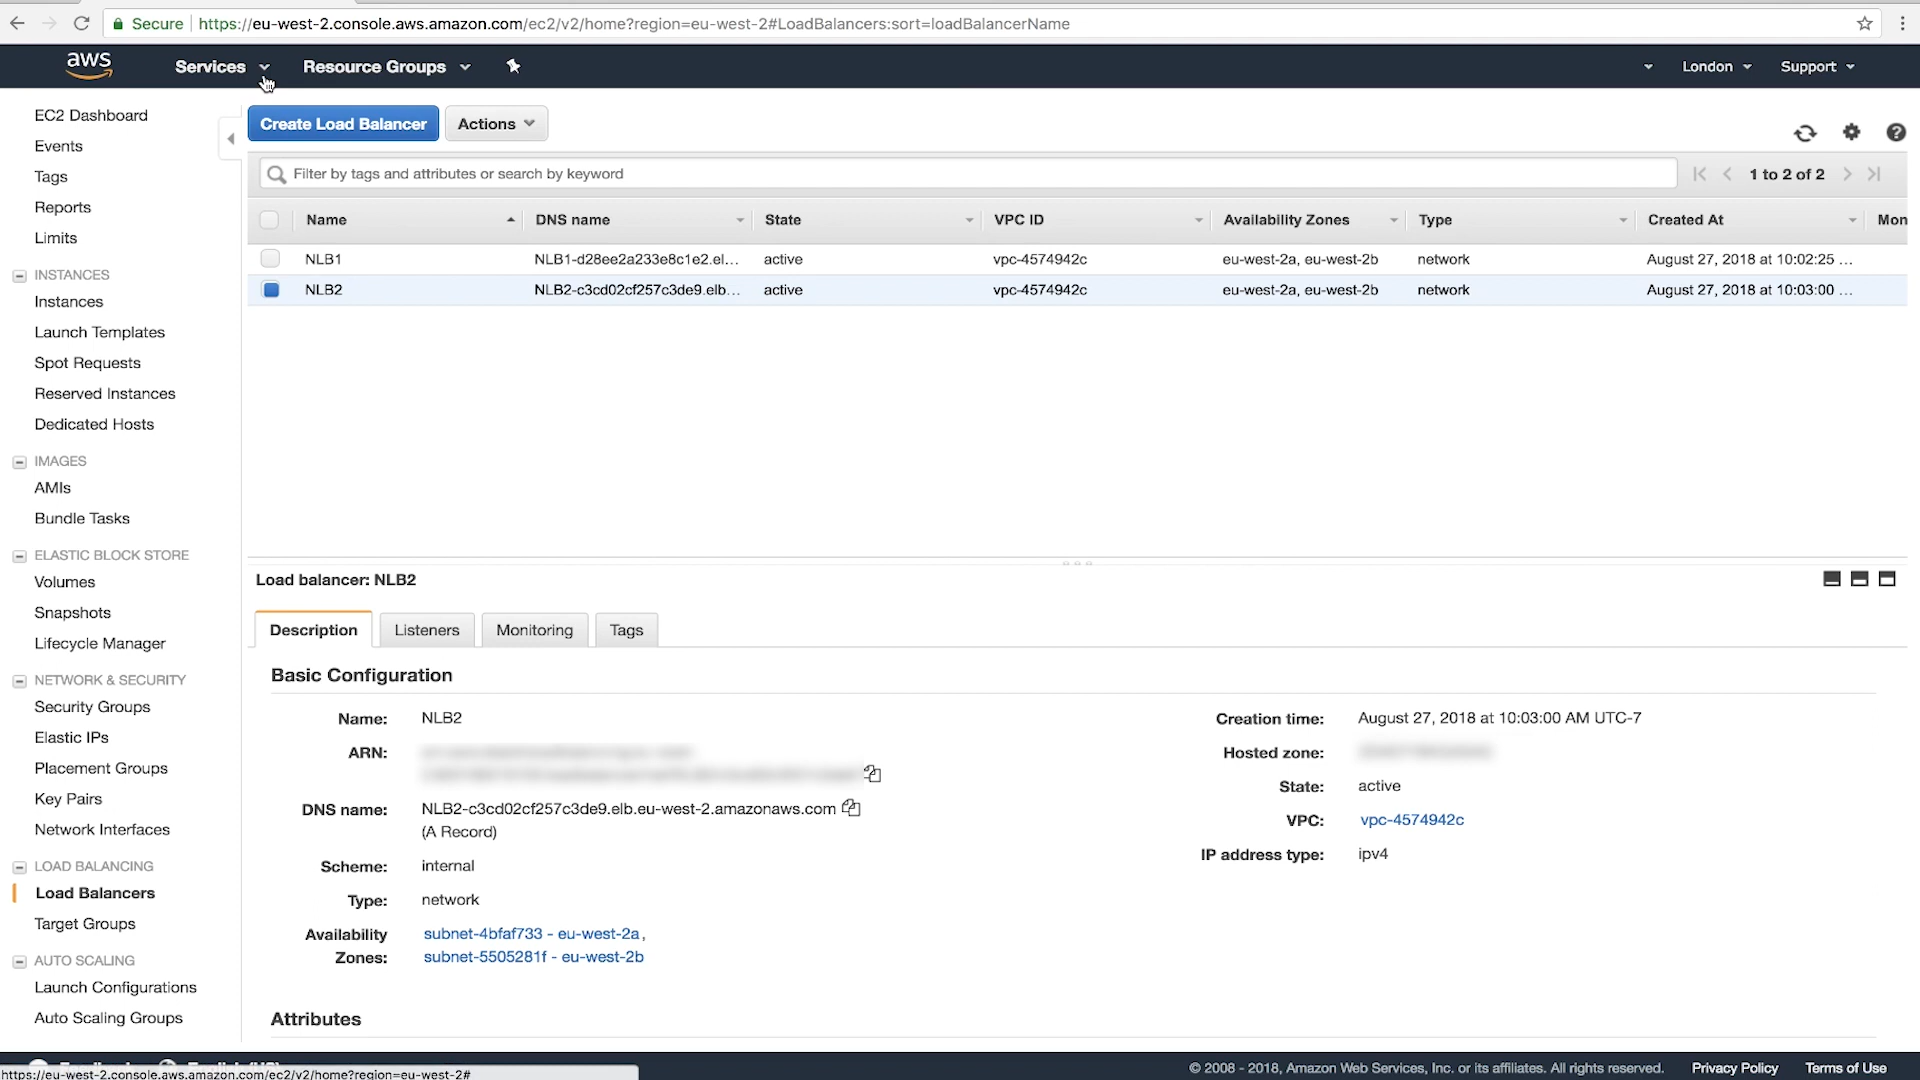 Secure https://eu-west-2.console.aws.amazon.com/ec2/v2/home?region=eu-west-2#LoadBalancers:sort=loadBalancerName
aws Services Resource Groups London Support
EC2 Dashboard
Events
Tags
Reports
Limits
INSTANCES
Instances
Launch Templates
Spot Requests
Reserved Instances
Dedicated Hosts
IMAGES
AMIs
Bundle Tasks
ELASTIC BLOCK STORE
Volumes
Snapshots
Lifecycle Manager
NETWORK & SECURITY
Security Groups
Elastic IPs
Placement Groups
Key Pairs
Network Interfaces
LOAD BALANCING
Load Balancers
Target Groups
AUTO SCALING
Launch Configurations
Auto Scaling Groups
Create Load Balancer Actions
Filter by tags and attributes or search by keyword 1 to 2 of 2
Name DNS name State VPC ID Availability Zones Type Created At Mon
NLB1 NLB1-d28ee2a233e8c1e2.el... active vpc-4574942c eu-west-2a, eu-west-2b network August 27, 2018 at 10:02:25 ...
NLB2 NLB2-c3cd02cf257c3de9.elb... active vpc-4574942c eu-west-2a, eu-west-2b network August 27, 2018 at 10:03:00 ...
Load balancer: NLB2
Description Listeners Monitoring Tags
Basic Configuration
Name: NLB2
ARN:
DNS name: NLB2-c3cd02cf257c3de9.elb.eu-west-2.amazonaws.com
(A Record)
Scheme: internal
Type: network
Availability Zones: subnet-4bfaf733 - eu-west-2a,
subnet-5505281f - eu-west-2b
Creation time: August 27, 2018 at 10:03:00 AM UTC-7
Hosted zone:
State: active
VPC: vpc-4574942c
IP address type: ipv4
Attributes
https://eu-west-2.console.aws.amazon.com/ec2/v2/home?region=eu-west-2#
© 2008 - 2018, Amazon Web Services, Inc. or its affiliates. All rights reserved. Privacy Policy Terms of Use